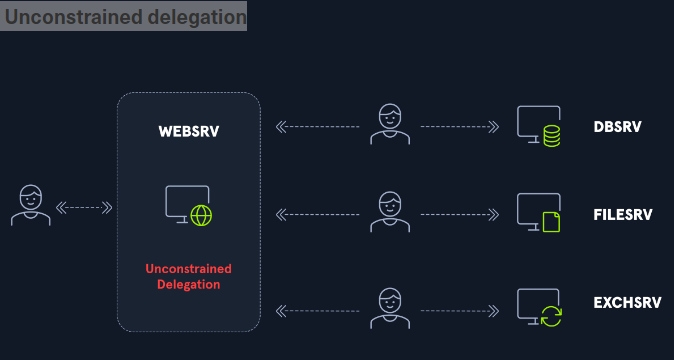 Unconstrained delegation
WEBSRV
Unconstrained
Delegation
DBSRV
FILESRV
EXCHSRV